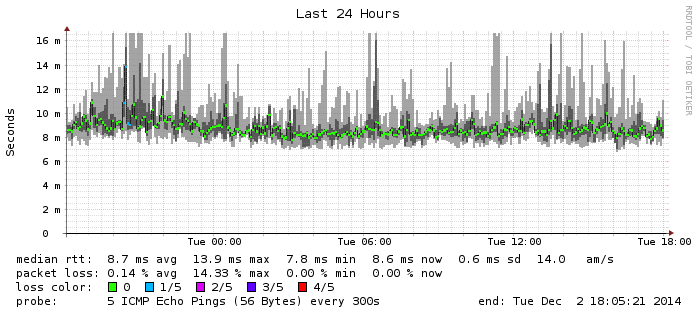 Last 24 Hours
RRDTOOL / TOBI OETIKER
Seconds
16 m
14 m
12 m
10 m
8 m
6 m
4 m
2 m
0
Tue 00:00 Tue 06:00 Tue 12:00 Tue 18:00
median rtt: 8.7 ms avg 13.9 ms max 7.8 ms min 8.6 ms now 0.6 ms sd 14.0 am/s
packet loss: 0.14 % avg 14.33 % max 0.00 % min 0.00 % now
loss color: 0 1/5 2/5 3/5 4/5
probe: 5 ICMP Echo Pings (56 Bytes) every 300s end: Tue Dec 2 18:05:21 2014